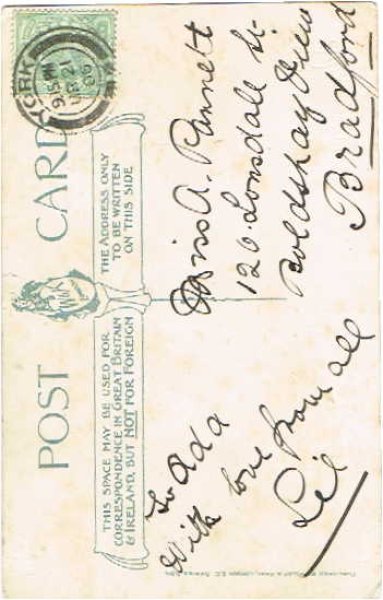 POST CARD
THIS SPACE MAY BE USED FOR
CORRESPONDENCE IN GREAT BRITAIN
& IRELAND, BUT NOT FOR FOREIGN
THE ADDRESS ONLY
TO BE WRITTEN
ON THIS SIDE
YORK
9.15 PM
21
06
To Ada
With love from all
Lil
Miss A. Pannett
120 Lonsdale St
Bradford